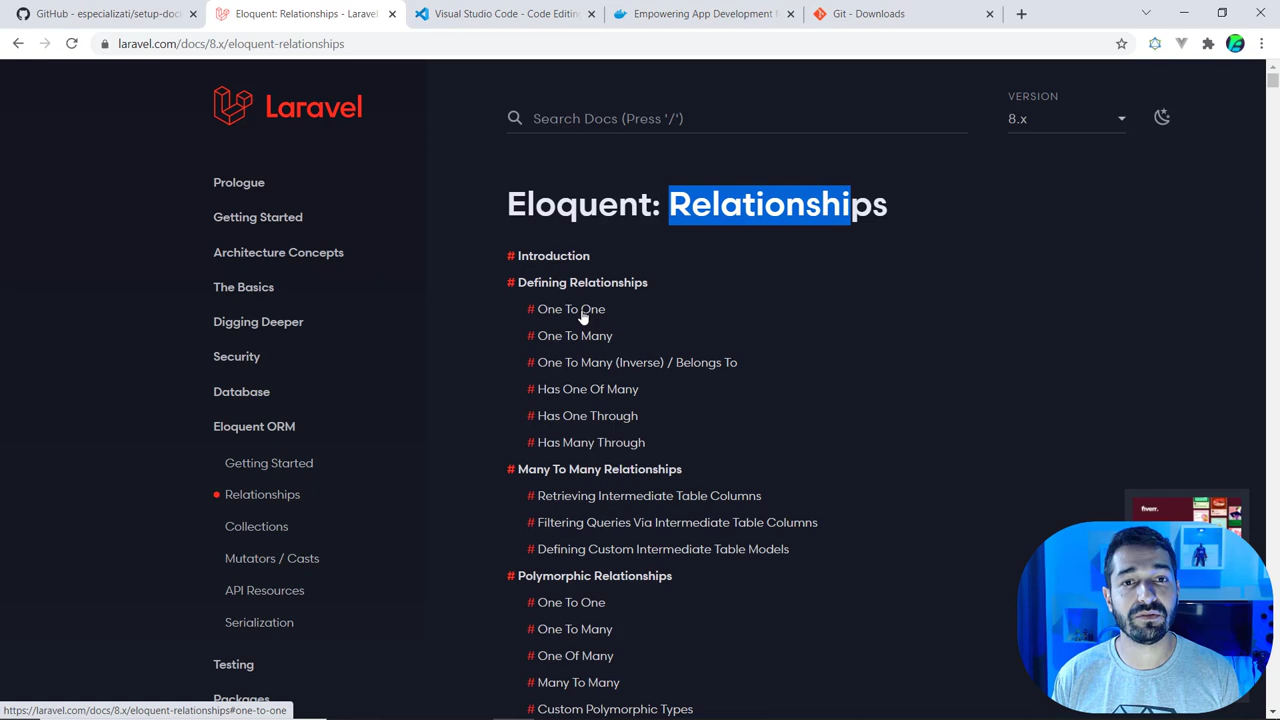 GitHub - especializati/setup-docl
Eloquent: Relationships - Laravel
Visual Studio Code - Code Editing
Empowering App Development f
Git - Downloads
laravel.com/docs/8.x/eloquent-relationships
Laravel
Search Docs (Press '/')
VERSION
8.x
Prologue
Getting Started
Architecture Concepts
The Basics
Digging Deeper
Security
Database
Eloquent ORM
Getting Started
Relationships
Collections
Mutators / Casts
API Resources
Serialization
Testing
Packages
Eloquent: Relationships
# Introduction
# Defining Relationships
# One To One
# One To Many
# One To Many (Inverse) / Belongs To
# Has One Of Many
# Has One Through
# Has Many Through
# Many To Many Relationships
# Retrieving Intermediate Table Columns
# Filtering Queries Via Intermediate Table Columns
# Defining Custom Intermediate Table Models
# Polymorphic Relationships
# One To One
# One To Many
# One Of Many
# Many To Many
# Custom Polymorphic Types
fiverr.
https://laravel.com/docs/8.x/eloquent-relationships#one-to-one